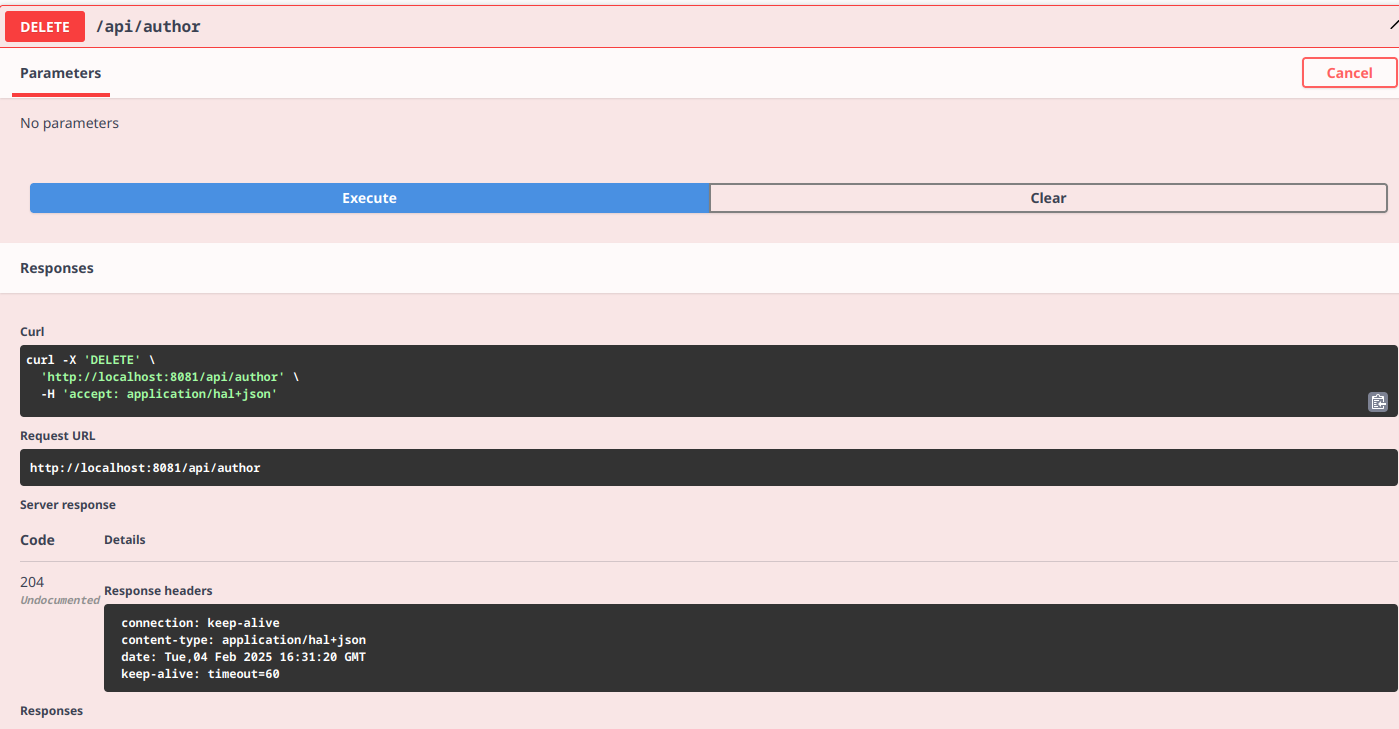 DELETE /api/author
Parameters
Cancel
No parameters
Execute
Clear
Responses
Curl
curl -X 'DELETE' \
  'http://localhost:8081/api/author' \
  -H 'accept: application/hal+json'
Request URL
http://localhost:8081/api/author
Server response
Code Details
204
Undocumented
Response headers
connection: keep-alive
content-type: application/hal+json
date: Tue,04 Feb 2025 16:31:20 GMT
keep-alive: timeout=60
Responses